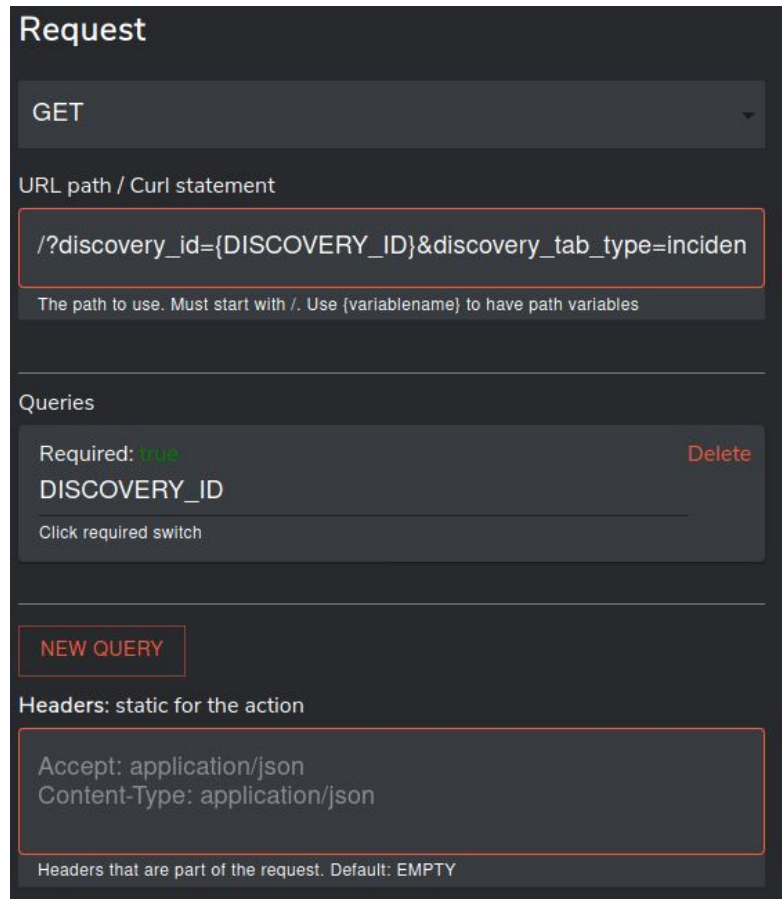 Request
GET
URL path / Curl statement
/?discovery_id={DISCOVERY_ID}&discovery_tab_type=inciden
The path to use. Must start with /. Use {variablename} to have path variables
Queries
Required: true
Delete
DISCOVERY_ID
Click required switch
NEW QUERY
Headers: static for the action
Accept: application/json
Content-Type: application/json
Headers that are part of the request. Default: EMPTY